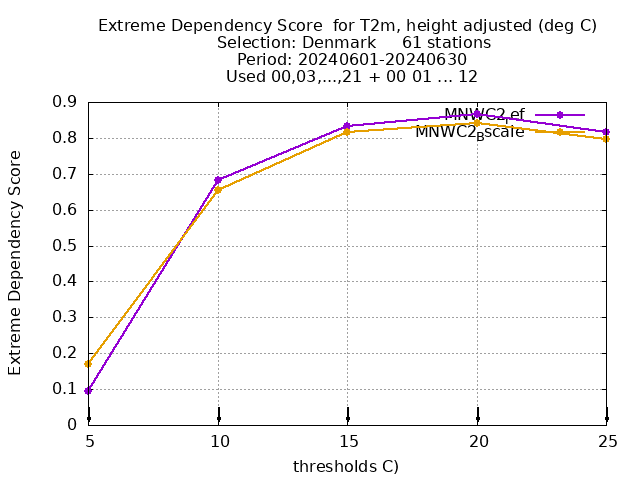 Extreme Dependency Score for T2m, height adjusted (deg C)
Selection: Denmark 61 stations
Period: 20240601-20240630
Used 00,03,...,21 + 00 01 ... 12
Extreme Dependency Score
0.9
0.8
0.7
0.6
0.5
0.4
0.3
0.2
0.1
0
5
10
15
20
25
thresholds C)